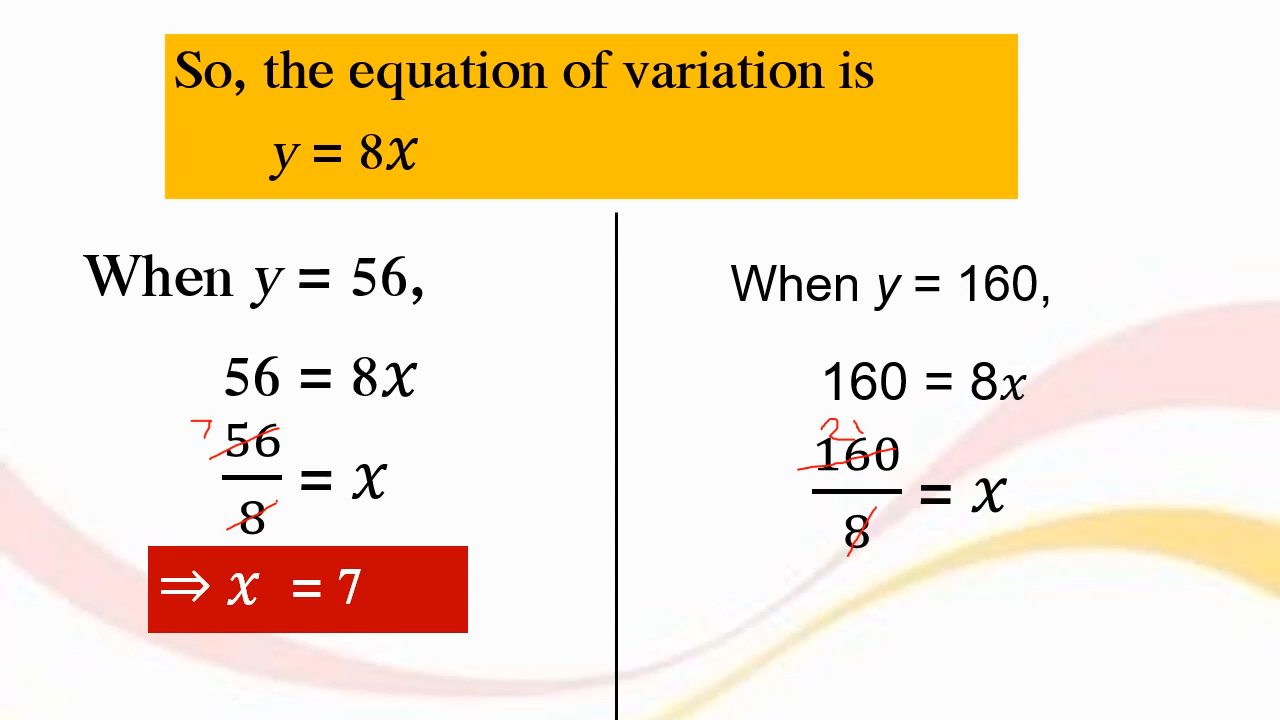 So, the equation of variation is
y = 8x
When y = 56,
56 = 8x
7
56/8 = x
⇒ x = 7
When y = 160,
160 = 8x
2
160/8 = x